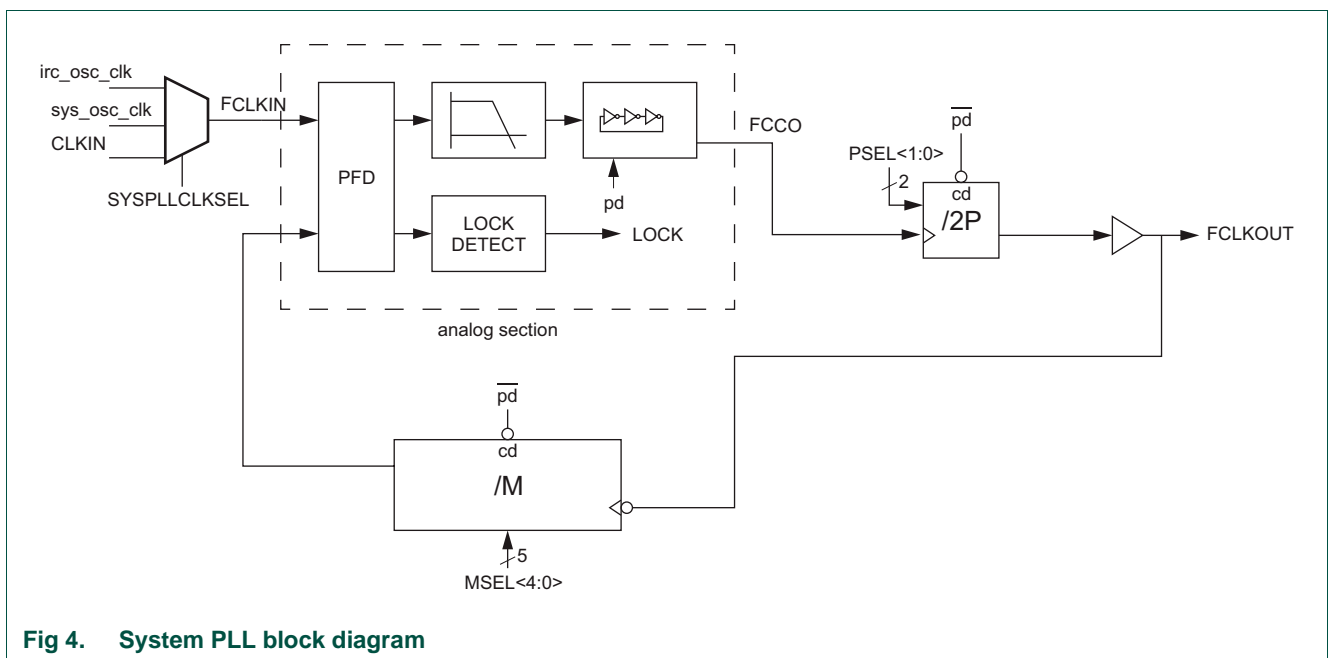 irc_osc_clk
sys_osc_clk
CLKIN
SYSPLLCLKSEL
FCLKIN
PFD
LOCK
DETECT
pd
LOCK
analog section
FCCO
pd
PSEL<1:0>
2
cd
/2P
FCLKOUT
pd
cd
/M
5
MSEL<4:0>
Fig 4. System PLL block diagram